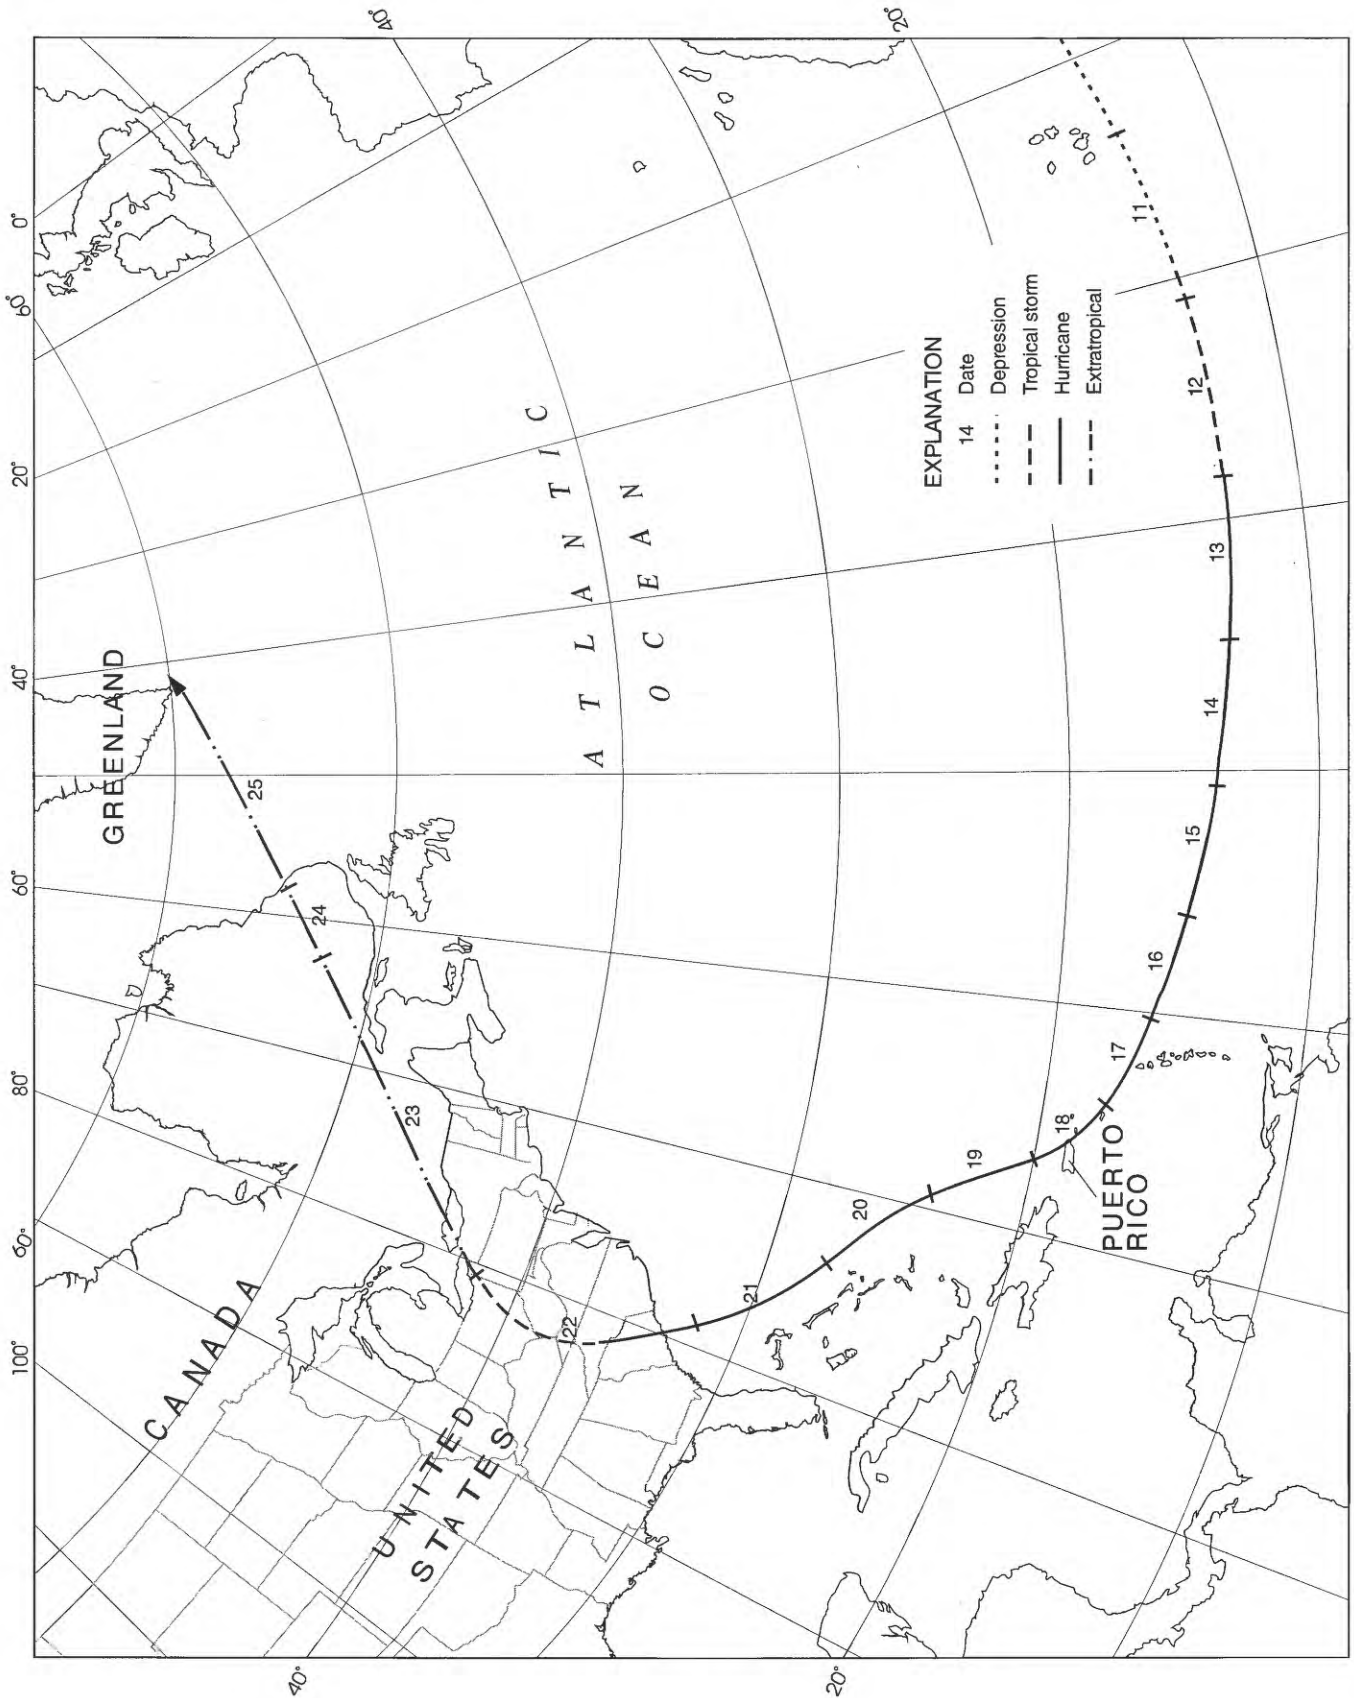 40°
20°
0°
60°
20°
40°
60°
80°
60°
100°
40°
20°
GREENLAND
CANADA
UNITED
STATES
ATLANTIC
OCEAN
PUERTO
RICO
EXPLANATION
14 Date
Depression
Tropical storm
Hurricane
Extratropical
11
12
13
14
15
16
17
18
19
20
21
22
23
24
25